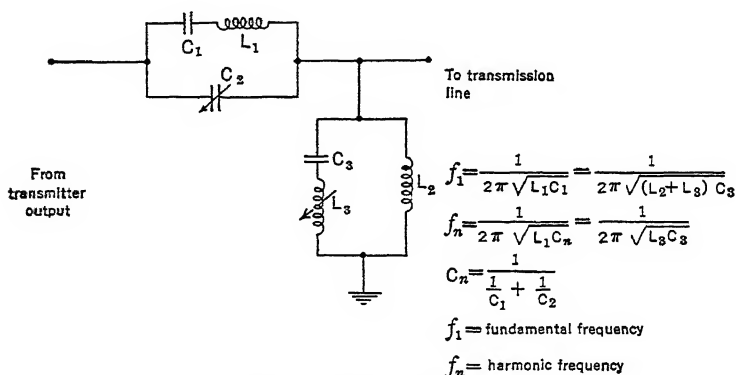 C₁
L₁
C₂
To transmission
line
From
transmitter
output
C₃
L₃
L₂
f₁ = 1 / 2π √L₁C₁ = 1 / 2π √(L₂+L₃) C₃
fₙ = 1 / 2π √L₁Cₙ = 1 / 2π √L₃C₃
Cₙ = 1 / 1/C₁ + 1/C₂
f₁ = fundamental frequency
fₙ = harmonic frequency